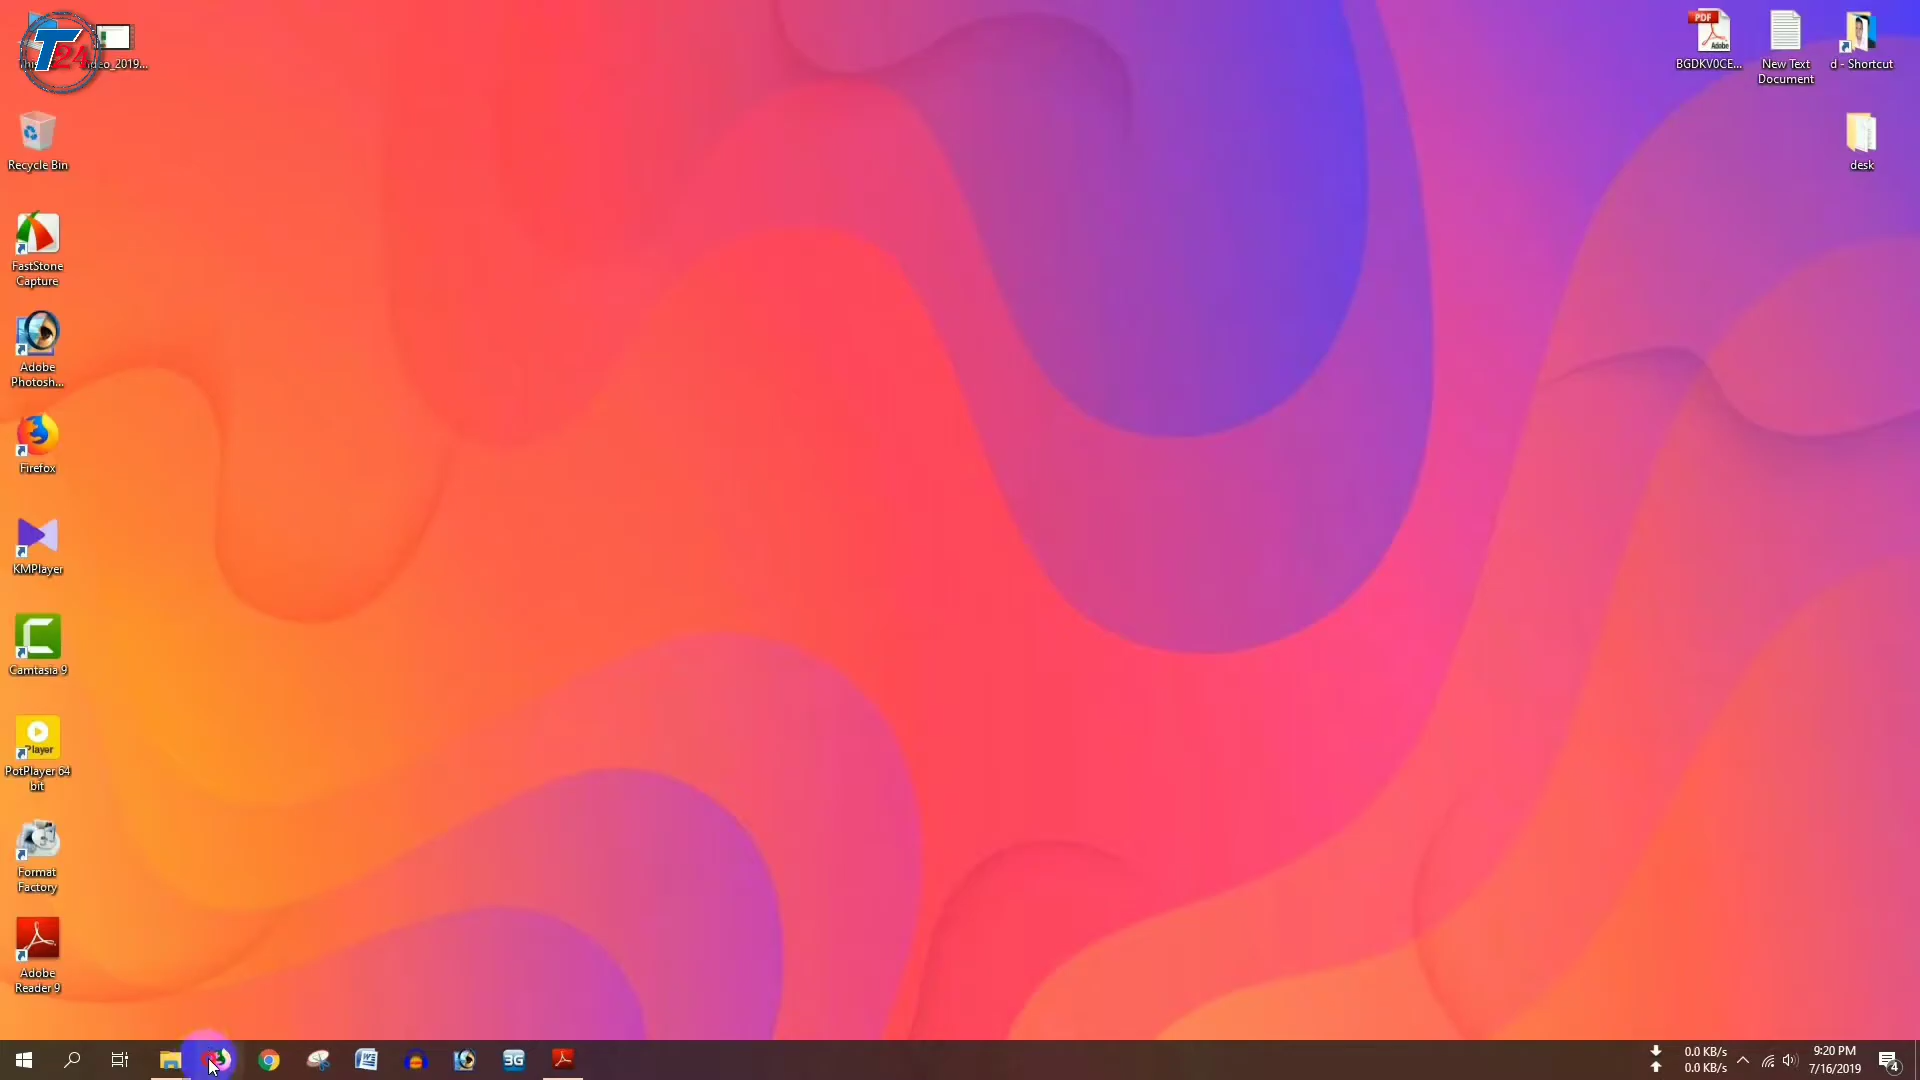 T24
deo_2019...
Recycle Bin
FastStone
Capture
Adobe
Photosh...
Firefox
KMPlayer
Camtasia 9
Player
PotPlayer 64
bit
Format
Factory
Adobe
Reader 9
PDF
Adobe
BGDKV0CE...
New Text
Document
d - Shortcut
desk
3G
0.0 KB/s
0.0 KB/s
9:20 PM
7/16/2019
4